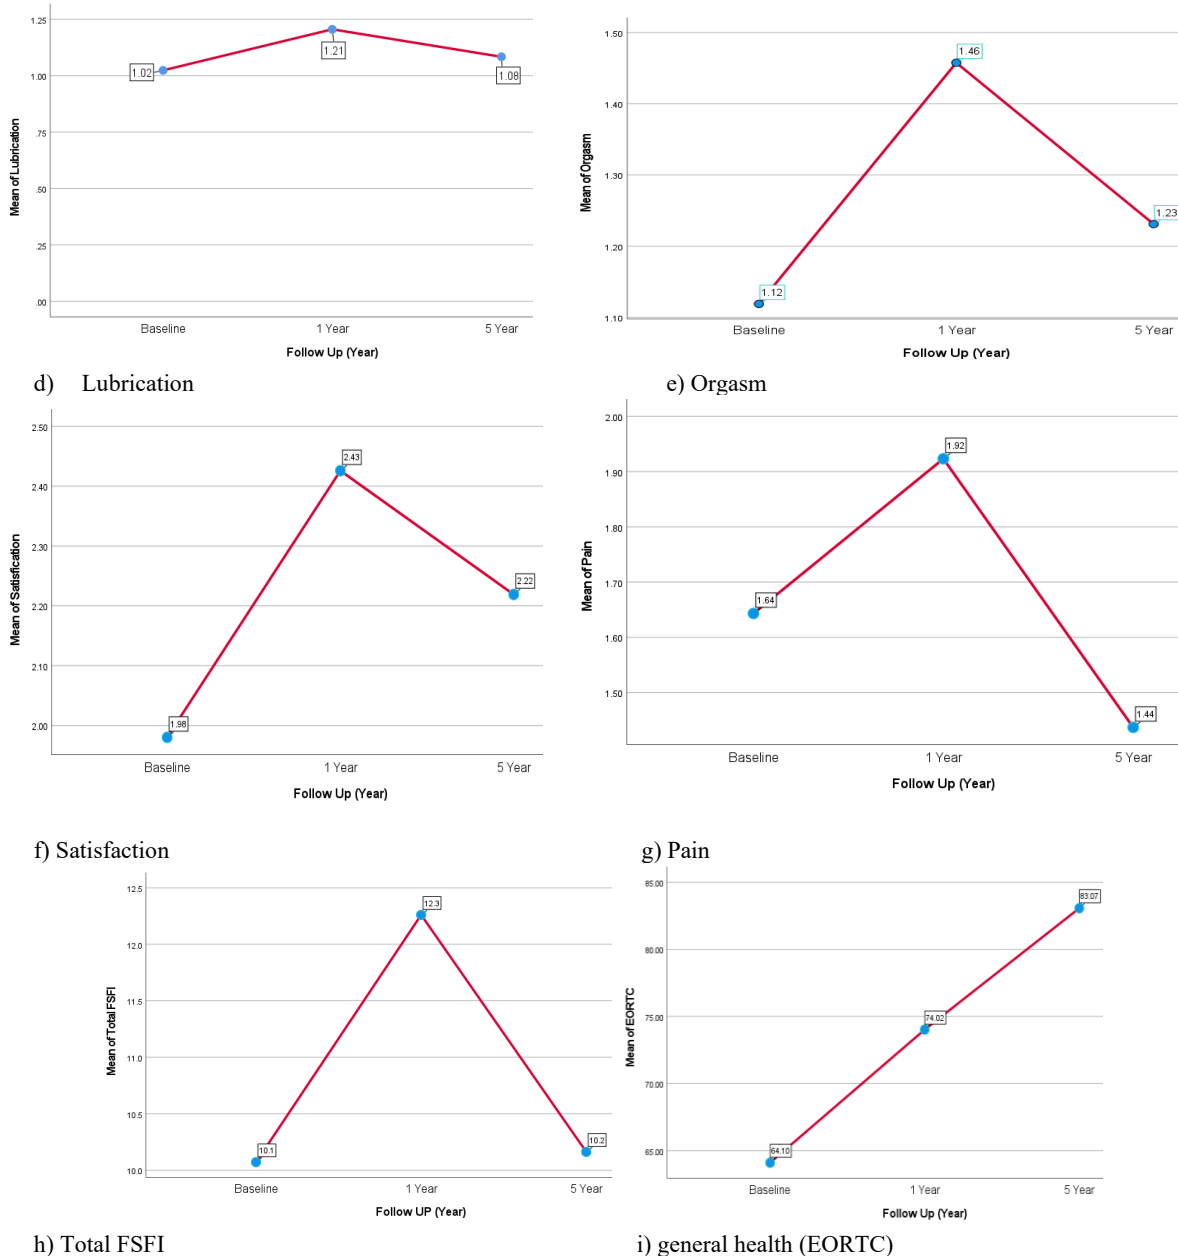 1.25
1.00
.75
.50
.25
.00
Mean of Lubrication
1.02
1.21
1.08
Baseline
1 Year
5 Year
Follow Up (Year)
d) Lubrication
1.50
1.40
1.30
1.20
1.10
Mean of Orgasm
1.12
1.46
1.23
Baseline
1 Year
5 Year
Follow Up (Year)
e) Orgasm
2.50
2.40
2.30
2.20
2.10
2.00
Mean of Satisfication
1.98
2.43
2.22
Baseline
1 Year
5 Year
Follow Up (Year)
f) Satisfaction
2.00
1.90
1.80
1.70
1.60
1.50
Mean of Pain
1.64
1.92
1.44
Baseline
1 Year
5 Year
Follow Up (Year)
g) Pain
12.5
12.0
11.5
11.0
10.5
10.0
Mean of Total FSFI
10.1
12.3
10.2
Baseline
1 Year
5 Year
Follow UP (Year)
h) Total FSFI
85.00
80.00
75.00
70.00
65.00
Mean of EORTC
64.10
74.02
83.07
Baseline
1 Year
5 Year
Follow Up (Year)
i) general health (EORTC)